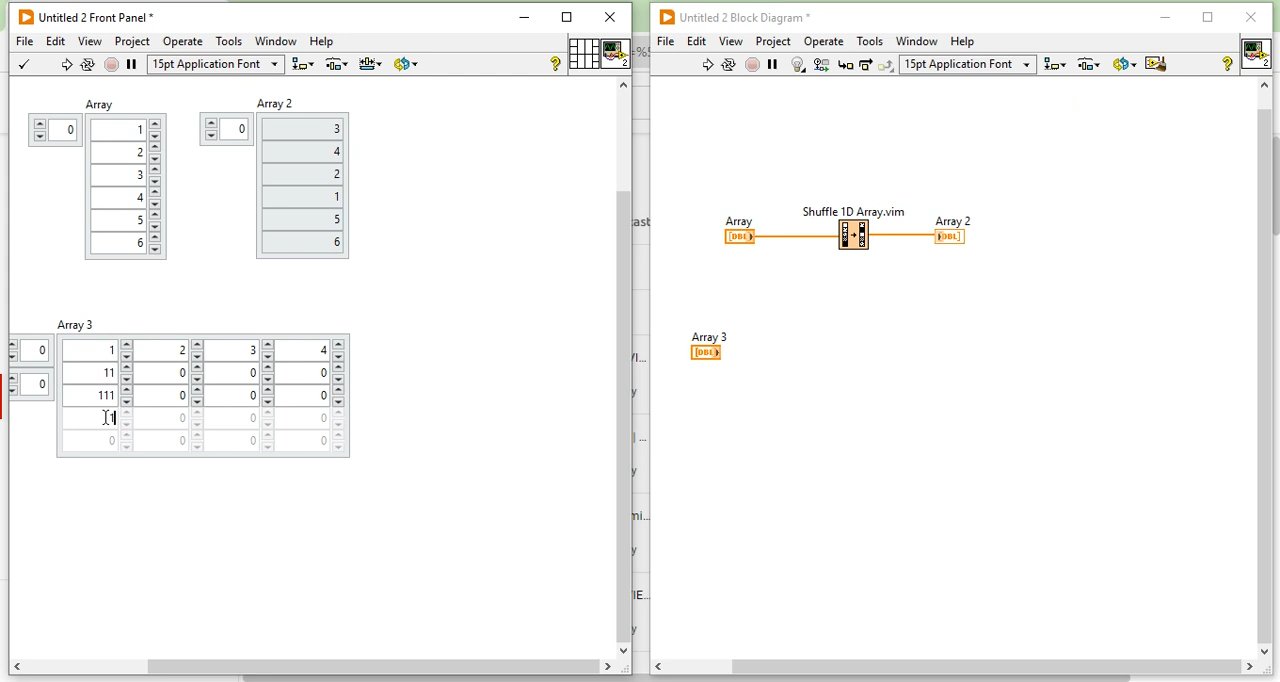 Untitled 2 Front Panel *
File Edit View Project Operate Tools Window Help
15pt Application Font
?
2
Array
0
1
2
3
4
5
6
Array 2
0
3
4
2
1
5
6
Array 3
0
0
1 2 3 4
11 0 0 0
111 0 0 0
1 0 0 0
0 0 0 0
Untitled 2 Block Diagram *
File Edit View Project Operate Tools Window Help
15pt Application Font
?
2
Array
[DBL]
Shuffle 1D Array.vim
Array 2
[DBL]
Array 3
[DBL]